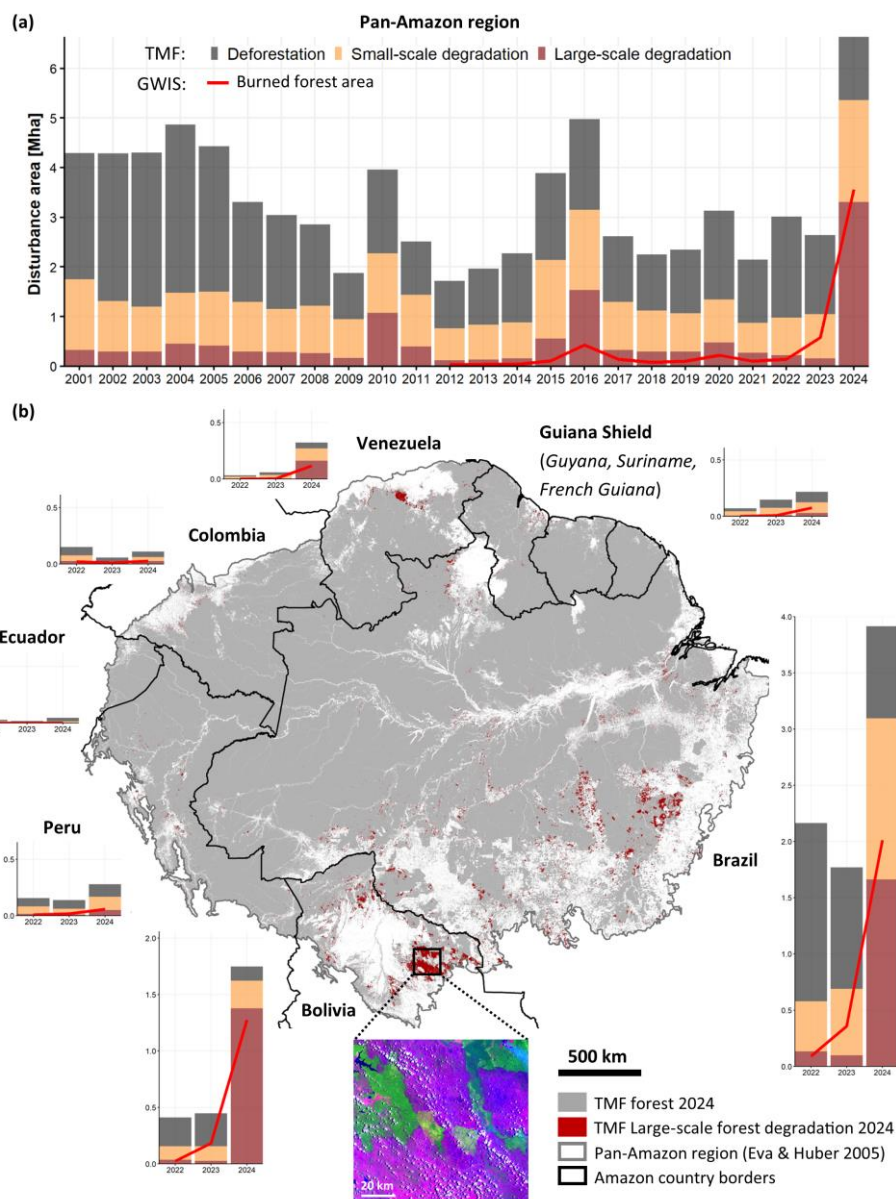 (a)
Pan-Amazon region
TMF: Deforestation Small-scale degradation Large-scale degradation
GWIS: Burned forest area
Disturbance area [Mha]
6
5
4
3
2
1
0
2001 2002 2003 2004 2005 2006 2007 2008 2009 2010 2011 2012 2013 2014 2015 2016 2017 2018 2019 2020 2021 2022 2023 2024
(b)
Venezuela
0.5
0.0
2022 2023 2024
Guiana Shield
(Guyana, Suriname,
French Guiana)
0.5
0.0
2022 2023 2024
Colombia
0.5
0.0
2022 2023 2024
Ecuador
2023 2024
Peru
0.5
0.0
2022 2023 2024
Brazil
4.0
3.5
3.0
2.5
2.0
1.5
1.0
0.5
0.0
2022 2023 2024
Bolivia
2.0
1.5
1.0
0.5
0.0
2022 2023 2024
20 km
500 km
TMF forest 2024
TMF Large-scale forest degradation 2024
Pan-Amazon region (Eva & Huber 2005)
Amazon country borders